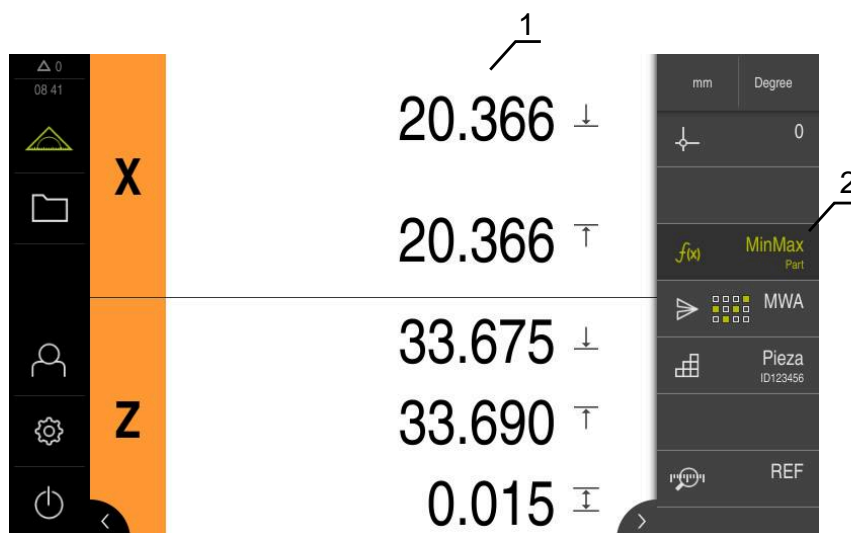 1
△ 0
08 41
X
20.366
20.366
Z
33.675
33.690
0.015
mm Degree
0
2
f(x) MinMax
Part
MWA
Pieza
ID123456
REF